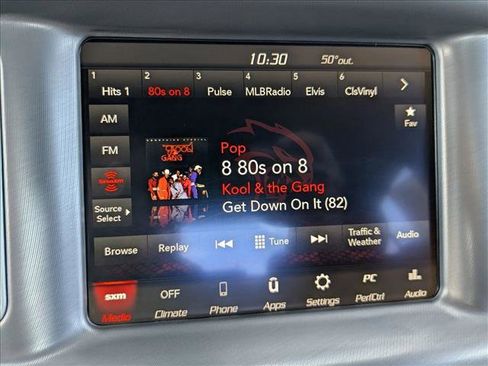 10:30 50°out.
1 2 3 4 5 6
Hits 1 80s on 8 Pulse MLBRadio Elvis ClsVinyl
AM
Fav
FM
KOOL
GANG
SiriusXM
Source
Select
Pop
8 80s on 8
Kool & the Gang
Get Down On It (82)
Browse Replay Tune Traffic & Weather Audio
sxm OFF PC
Media Climate Phone Apps Settings PerfCtrl Audio